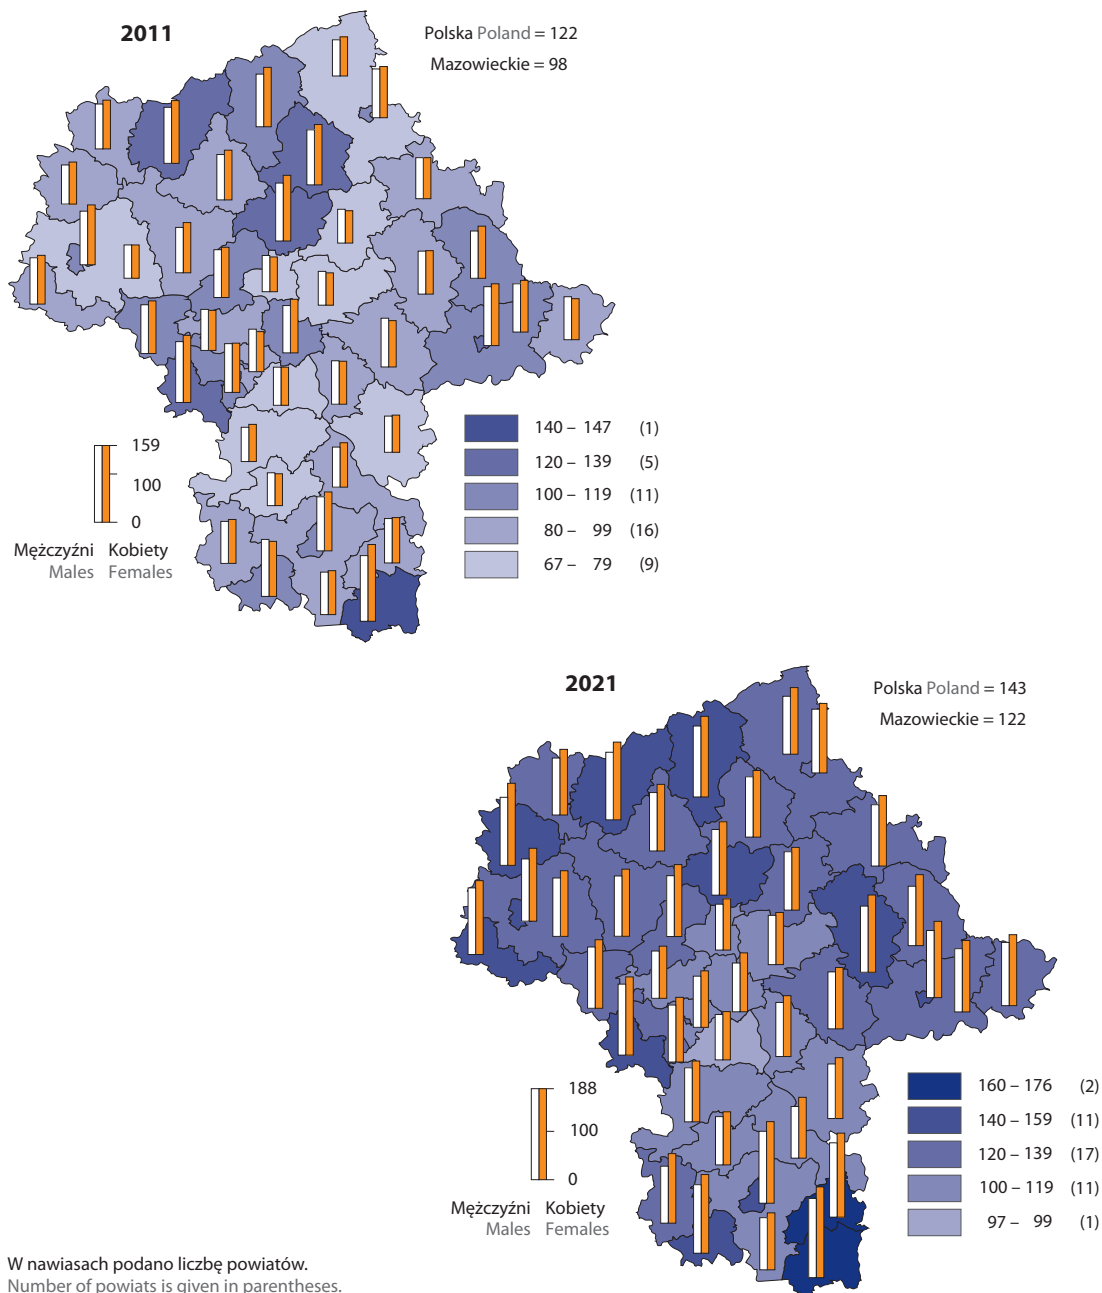 2011
Polska Poland = 122
Mazowieckie = 98
159
100
0
Mężczyźni Kobiety
Males Females
140 – 147 (1)
120 – 139 (5)
100 – 119 (11)
80 – 99 (16)
67 – 79 (9)
2021
Polska Poland = 143
Mazowieckie = 122
188
100
0
Mężczyźni Kobiety
Males Females
160 – 176 (2)
140 – 159 (11)
120 – 139 (17)
100 – 119 (11)
97 – 99 (1)
W nawiasach podano liczbę powiatów.
Number of powiats is given in parentheses.